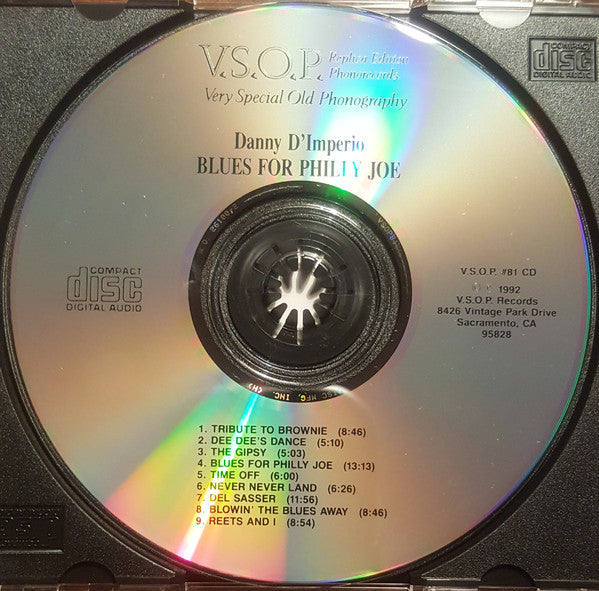 V.S.O.P. Replica Edition
Phonorecords
Very Special Old Phonography
COMPACT
disc
DIGITAL AUDIO
Danny D'Imperio
BLUES FOR PHILLY JOE
COMPACT
disc
DIGITAL AUDIO
V.S.O.P. #81 CD
1992
V.S.O.P. Records
8426 Vintage Park Drive
Sacramento, CA
95828
DISC MFG, INC.
1. TRIBUTE TO BROWNIE (8:46)
2. DEE DEE'S DANCE (5:10)
3. THE GIPSY (5:03)
4. BLUES FOR PHILLY JOE (13:13)
5. TIME OFF (6:00)
6. NEVER NEVER LAND (6:26)
7. DEL SASSER (11:56)
8. BLOWIN' THE BLUES AWAY (8:46)
9. REETS AND I (8:54)